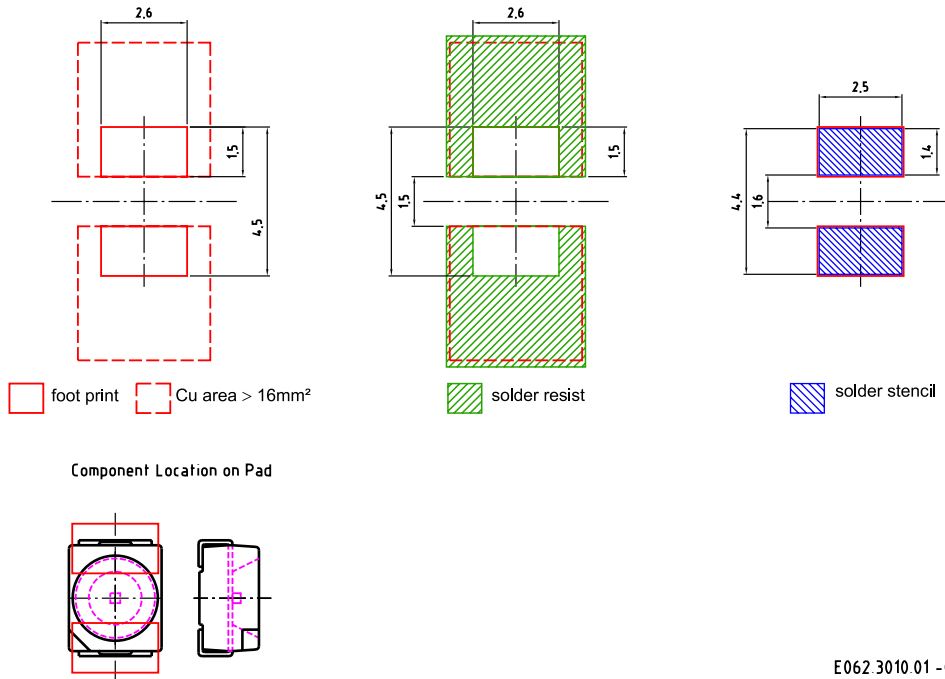 2.6
1.5
4.5
2.6
4.5
1.5
1.5
2.5
4.4
1.6
1.4
foot print
Cu area > 16mm²
solder resist
solder stencil
Component Location on Pad
E062.3010.01 -